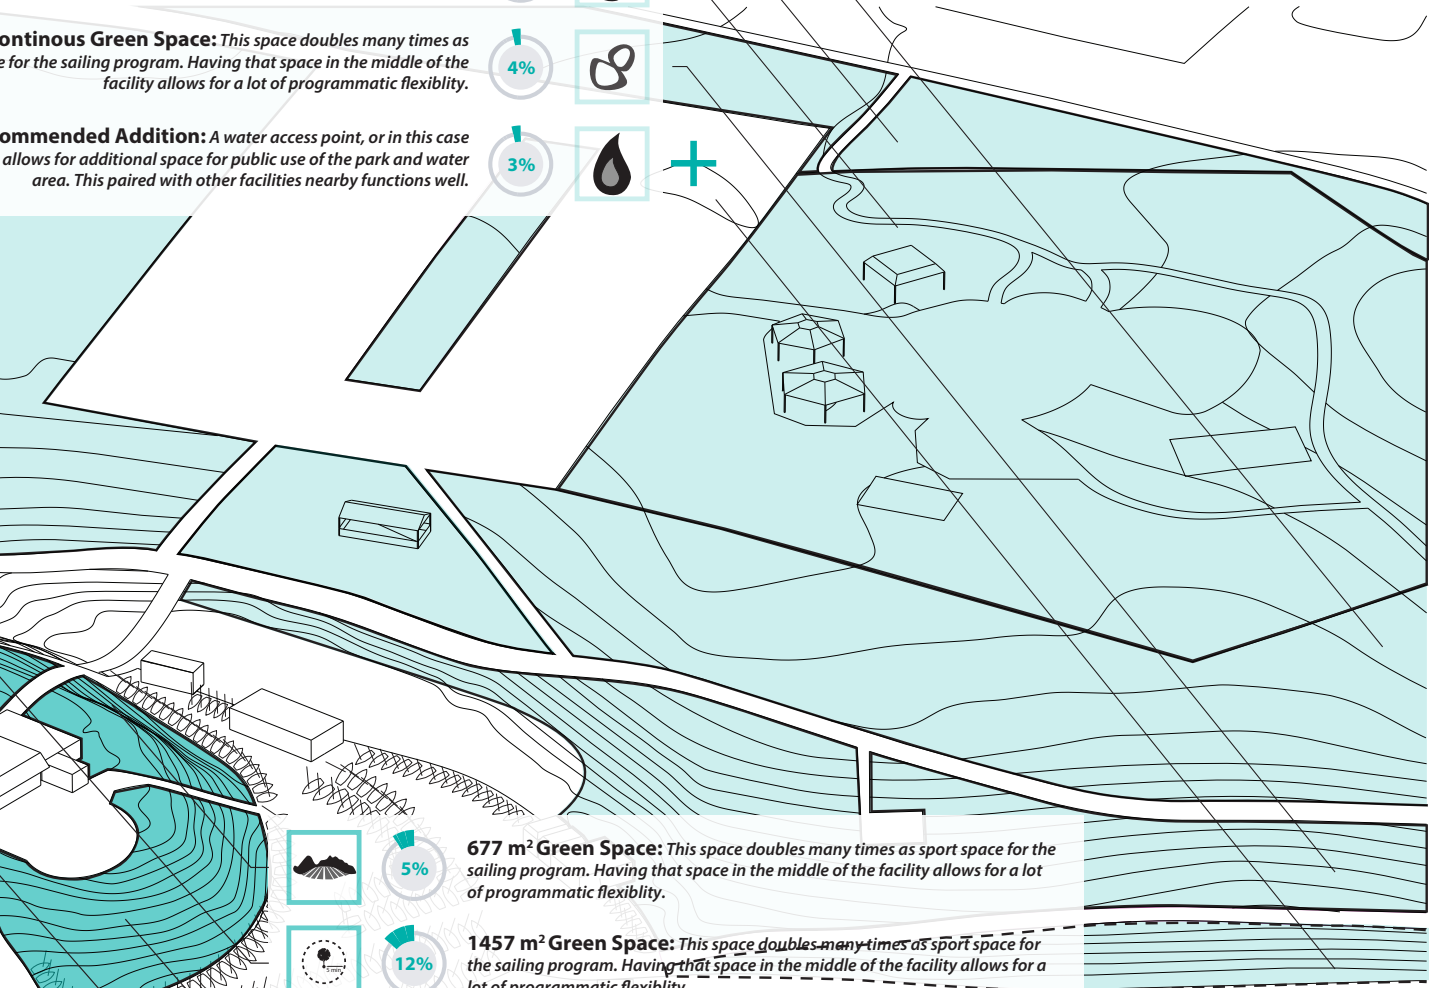 ontinous Green Space: This space doubles many times as
e for the sailing program. Having that space in the middle of the
facility allows for a lot of programmatic flexiblity.
4%
ommended Addition: A water access point, or in this case
allows for additional space for public use of the park and water
area. This paired with other facilities nearby functions well.
3%
5%
677 m² Green Space: This space doubles many times as sport space for the
sailing program. Having that space in the middle of the facility allows for a lot
of programmatic flexiblity.
5 min
12%
1457 m² Green Space: This space doubles many times as sport space for
the sailing program. Having that space in the middle of the facility allows for a
lot of programmatic flexiblity